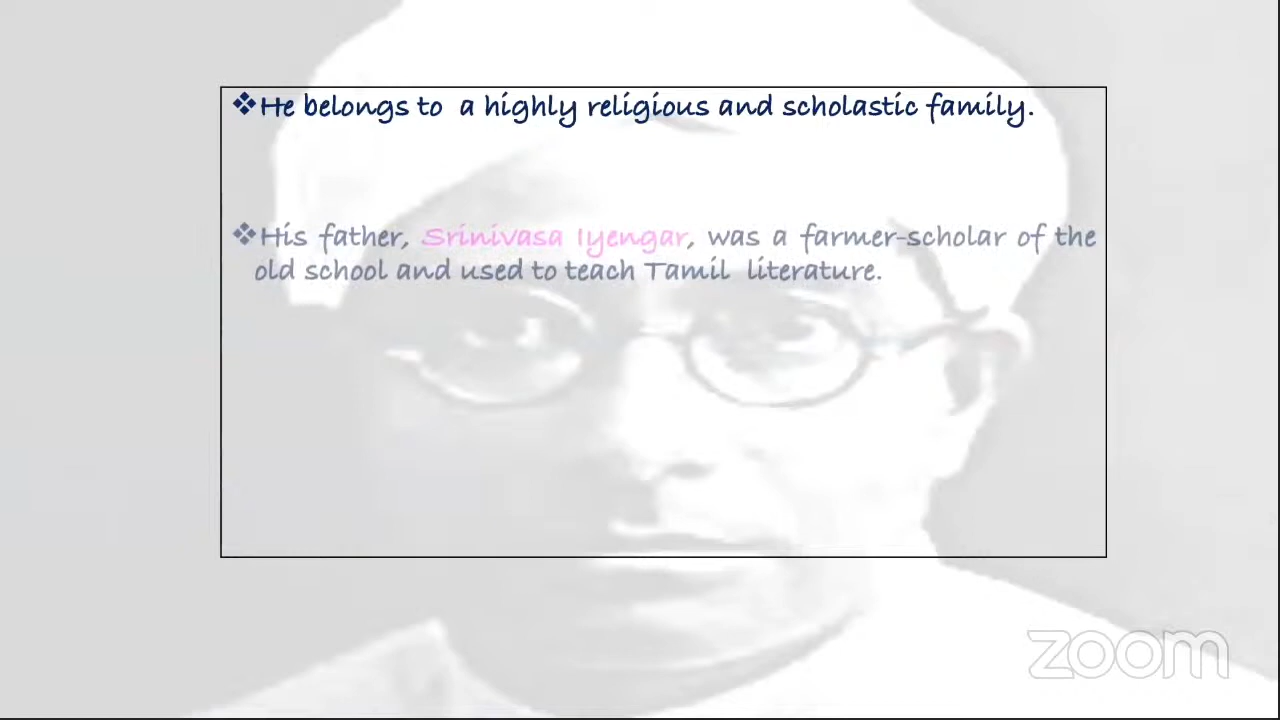 ❖He belongs to a highly religious and scholastic family.
❖His father, Srinivasa Iyengar, was a farmer-scholar of the
old school and used to teach Tamil literature.
zoom